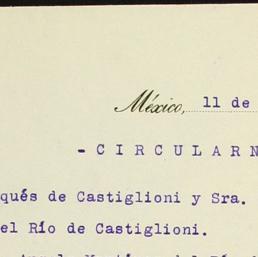 México, 11 de
- C I R C U L A R N
qués de Castiglioni y Sra.
el Río de Castiglioni.